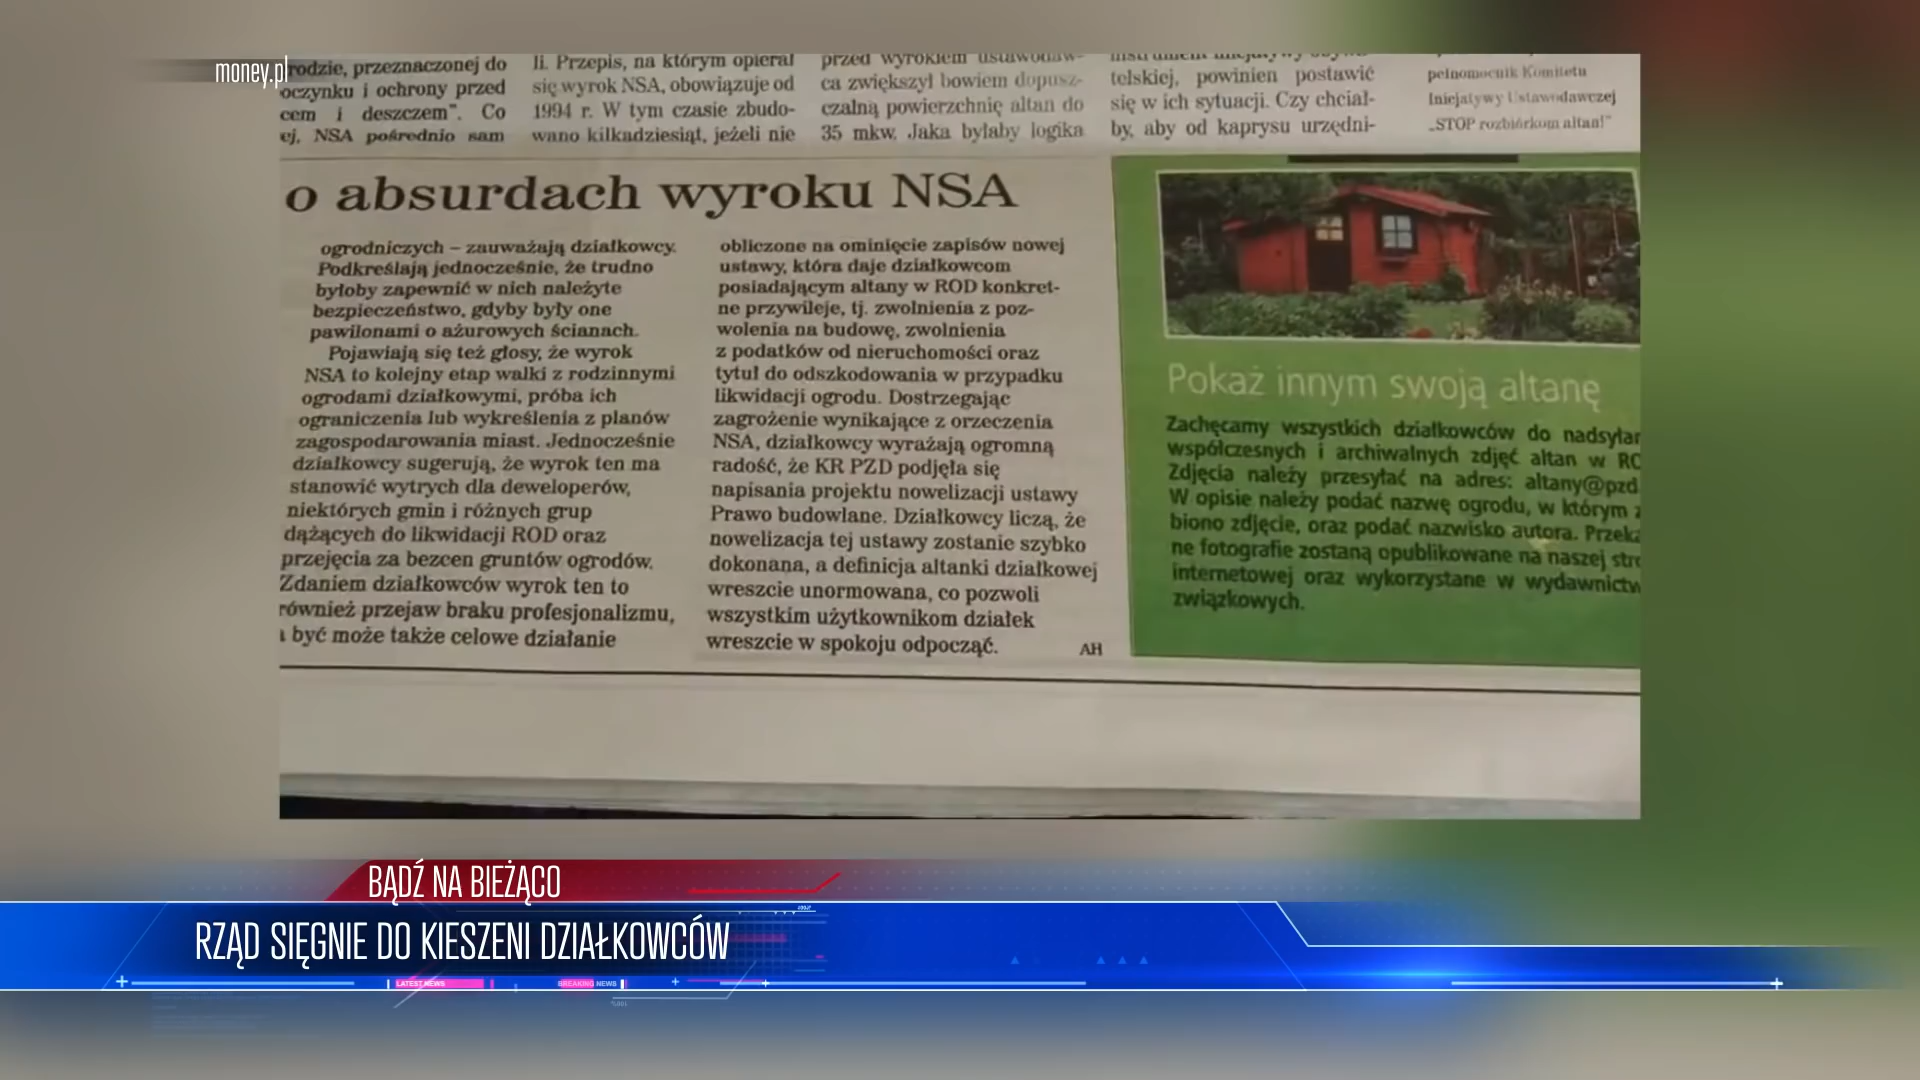 money.pl
rodzie, przeznaczonej do
oczynku i ochrony przed
cem i deszczem". Co
ej, NSA pośrednio sam
li. Przepis, na którym opierał
się wyrok NSA, obowiązuje od
1994 r. W tym czasie zbudo-
wano kilkadziesiąt, jeżeli nie
przed wyrokiem ustawodaw-
ca zwiększył bowiem dopusz-
czalną powierzchnię altan do
35 mkw. Jaka byłaby logika
telskiej, powinien postawić
się w ich sytuacji. Czy chciał-
by, aby od kaprysu urzędni-
pełnomocnik Komitetu
Inicjatywy Ustawodawczej
„STOP rozbiórkom altan!"
o absurdach wyroku NSA
ogrodniczych – zauważają działkowcy.
Podkreślają jednocześnie, że trudno
byłoby zapewnić w nich należyte
bezpieczeństwo, gdyby były one
pawilonami o ażurowych ścianach.
Pojawiają się też głosy, że wyrok
NSA to kolejny etap walki z rodzinnymi
ogrodami działkowymi, próba ich
ograniczenia lub wykreślenia z planów
zagospodarowania miast. Jednocześnie
działkowcy sugerują, że wyrok ten ma
stanowić wytrych dla deweloperów,
niektórych gmin i różnych grup
dążących do likwidacji ROD oraz
przejęcia za bezcen gruntów ogrodów.
Zdaniem działkowców wyrok ten to
również przejaw braku profesjonalizmu,
a być może także celowe działanie
obliczone na ominięcie zapisów nowej
ustawy, która daje działkowcom
posiadającym altany w ROD konkret-
ne przywileje, tj. zwolnienia z poz-
wolenia na budowę, zwolnienia
z podatków od nieruchomości oraz
tytuł do odszkodowania w przypadku
likwidacji ogrodu. Dostrzegając
zagrożenie wynikające z orzeczenia
NSA, działkowcy wyrażają ogromną
radość, że KR PZD podjęła się
napisania projektu nowelizacji ustawy
Prawo budowlane. Działkowcy liczą, że
nowelizacja tej ustawy zostanie szybko
dokonana, a definicja altanki działkowej
wreszcie unormowana, co pozwoli
wszystkim użytkownikom działek
wreszcie w spokoju odpocząć.
AH
Pokaż innym swoją altanę
Zachęcamy wszystkich działkowców do nadsyłan
współczesnych i archiwalnych zdjęć altan w RO
Zdjęcia należy przesyłać na adres: altany@pzd
W opisie należy podać nazwę ogrodu, w którym z
biono zdjęcie, oraz podać nazwisko autora. Przeka
ne fotografie zostaną opublikowane na naszej stro
internetowej oraz wykorzystane w wydawnictw
związkowych.
BĄDŹ NA BIEŻĄCO
RZĄD SIĘGNIE DO KIESZENI DZIAŁKOWCÓW
LATEST NEWS
BREAKING NEWS